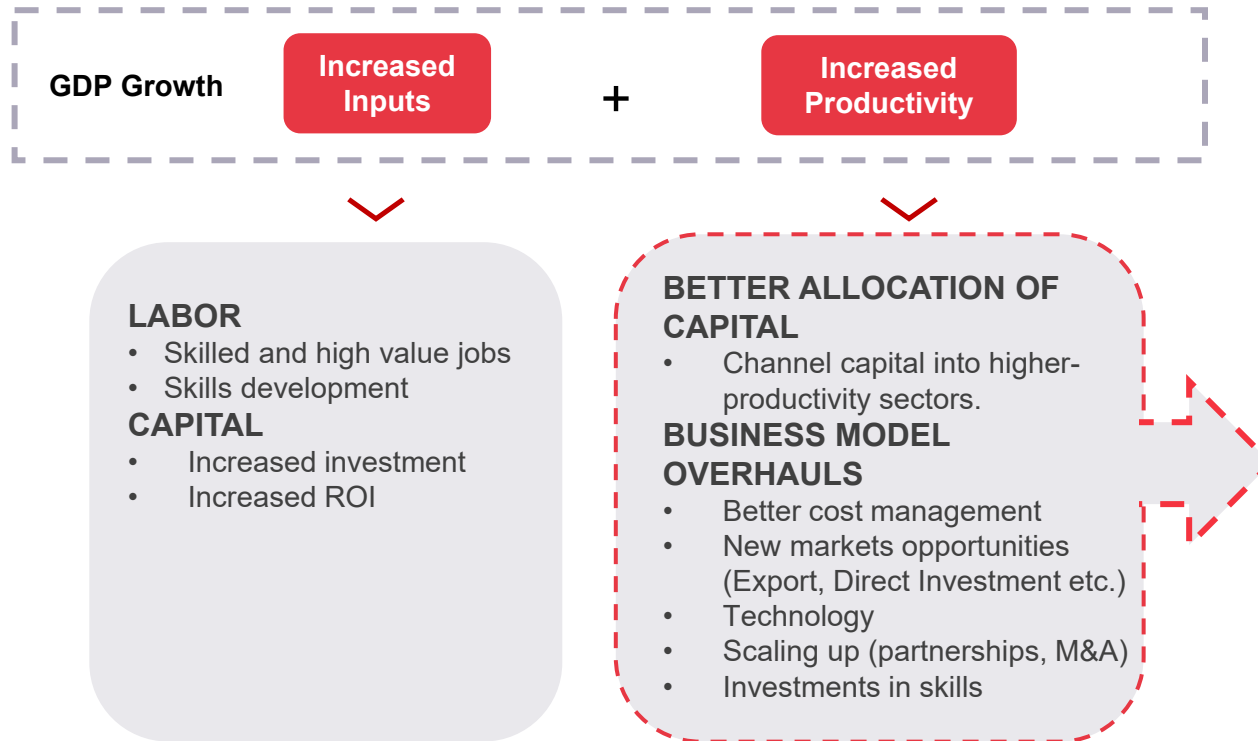 GDP Growth
Increased
Inputs
+
Increased
Productivity
LABOR
• Skilled and high value jobs
• Skills development
CAPITAL
• Increased investment
• Increased ROI
BETTER ALLOCATION OF
CAPITAL
• Channel capital into higher-
productivity sectors.
BUSINESS MODEL
OVERHAULS
• Better cost management
• New markets opportunities
(Export, Direct Investment etc.)
• Technology
• Scaling up (partnerships, M&A)
• Investments in skills